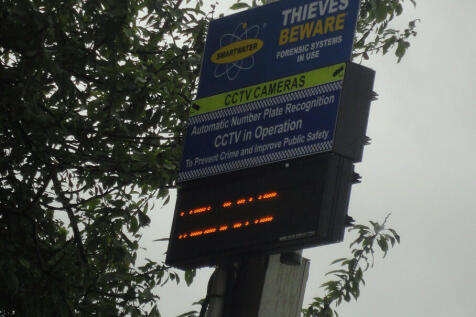 THIEVES
BEWARE
SMARTWATER
FORENSIC SYSTEMS
IN USE
CCTV CAMERAS
Automatic Number Plate Recognition
CCTV in Operation
To Prevent Crime and Improve Public Safety